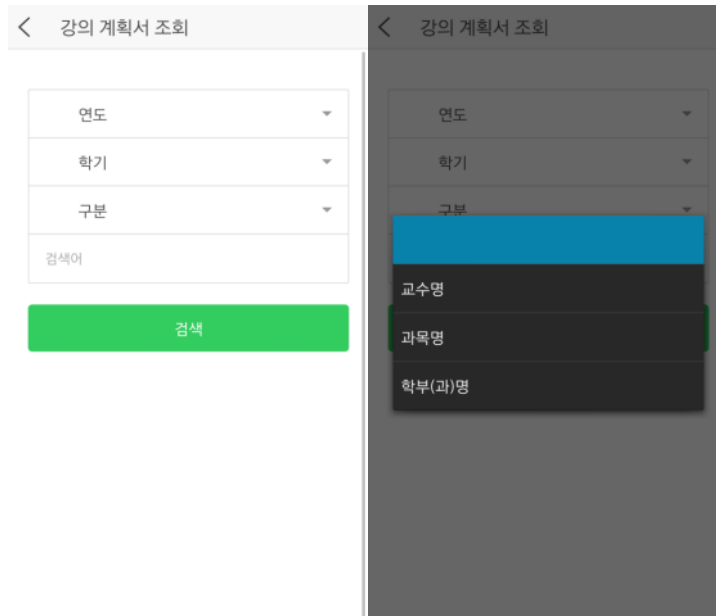 강의 계획서 조회
연도
학기
구분
검색어
검색
강의 계획서 조회
연도
학기
구분
교수명
과목명
학부(과)명